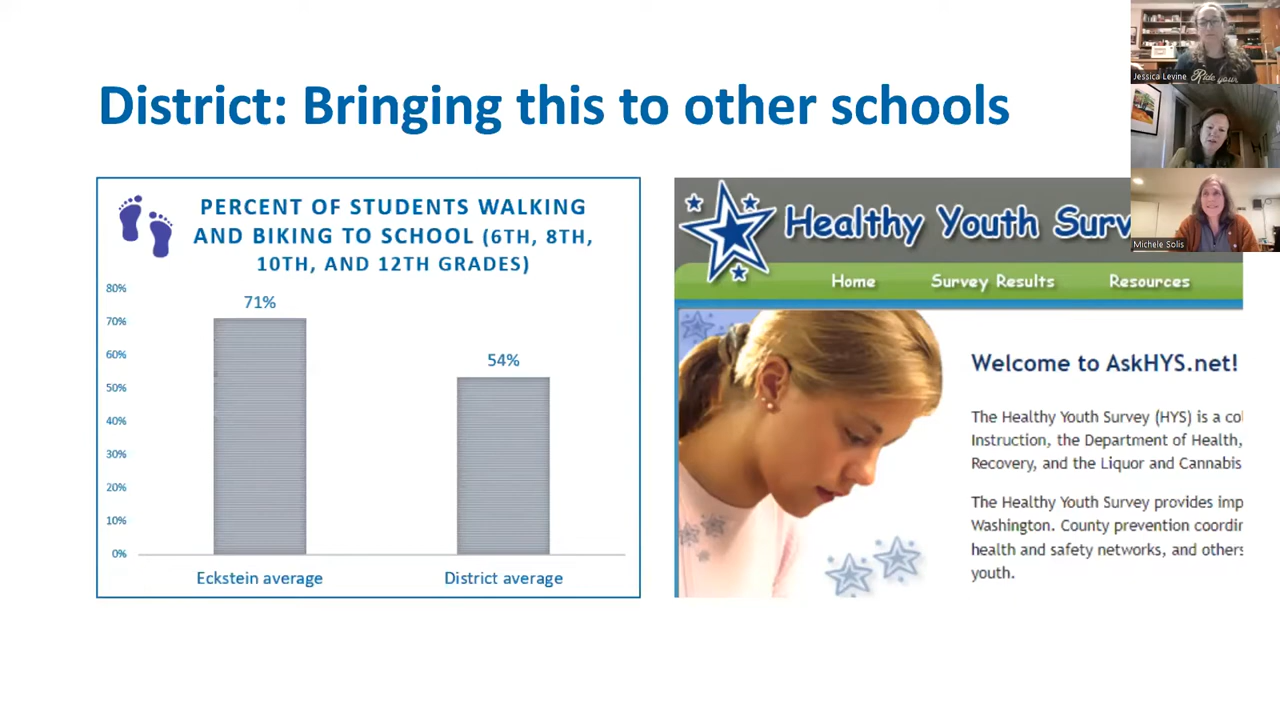 District: Bringing this to other schools
PERCENT OF STUDENTS WALKING
AND BIKING TO SCHOOL (6TH, 8TH,
10TH, AND 12TH GRADES)
80%
70%
60%
50%
40%
30%
20%
10%
0%
71%
54%
Eckstein average
District average
Healthy Youth Surv
Home Survey Results Resources
Welcome to AskHYS.net!
The Healthy Youth Survey (HYS) is a co
Instruction, the Department of Health,
Recovery, and the Liquor and Cannabis
The Healthy Youth Survey provides imp
Washington. County prevention coordin
health and safety networks, and others
youth.
Jessica Levine
Ride your
Michele Solis